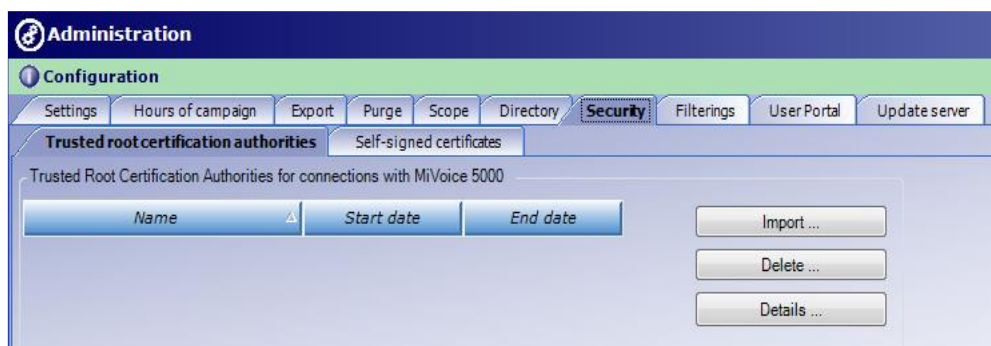 Administration
Configuration
Settings Hours of campaign Export Purge Scope Directory Security Filterings User Portal Update server
Trusted root certification authorities Self-signed certificates
Trusted Root Certification Authorities for connections with MiVoice 5000
Name Start date End date
Import ...
Delete ...
Details ...